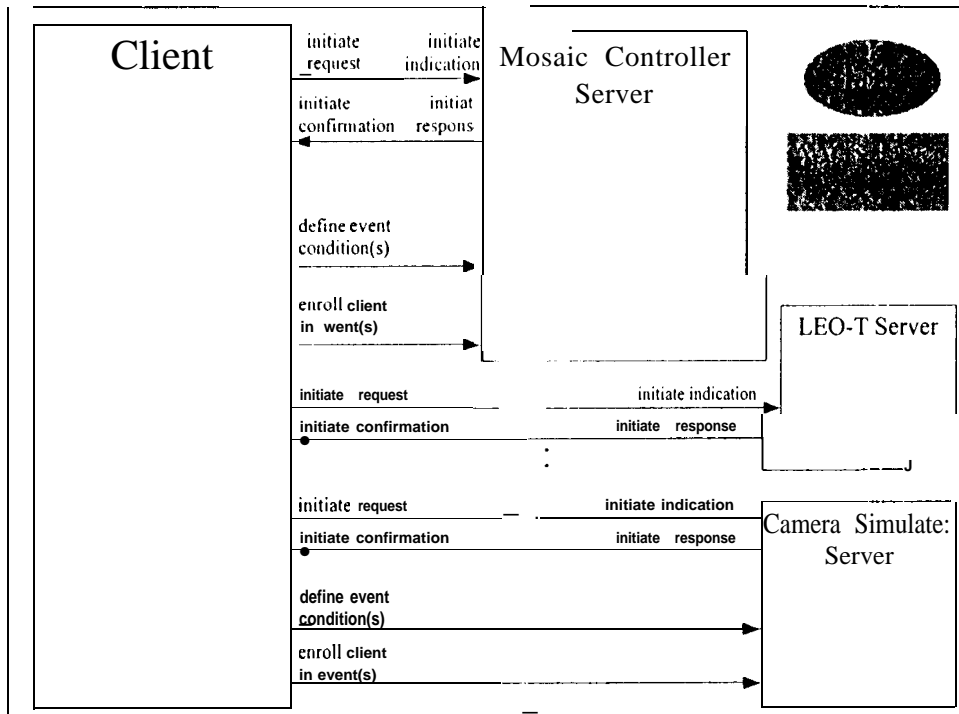 Client
initiate initiate
request indication
Mosaic Controller
Server
initiate initiat
confirmation respons
define event
condition(s)
enroll client
in went(s)
LEO-T Server
initiate request initiate indication
initiate confirmation initiate response
:
initiate request initiate indication
initiate confirmation initiate response
Camera Simulate:
Server
define event
condition(s)
enroll client
in event(s)